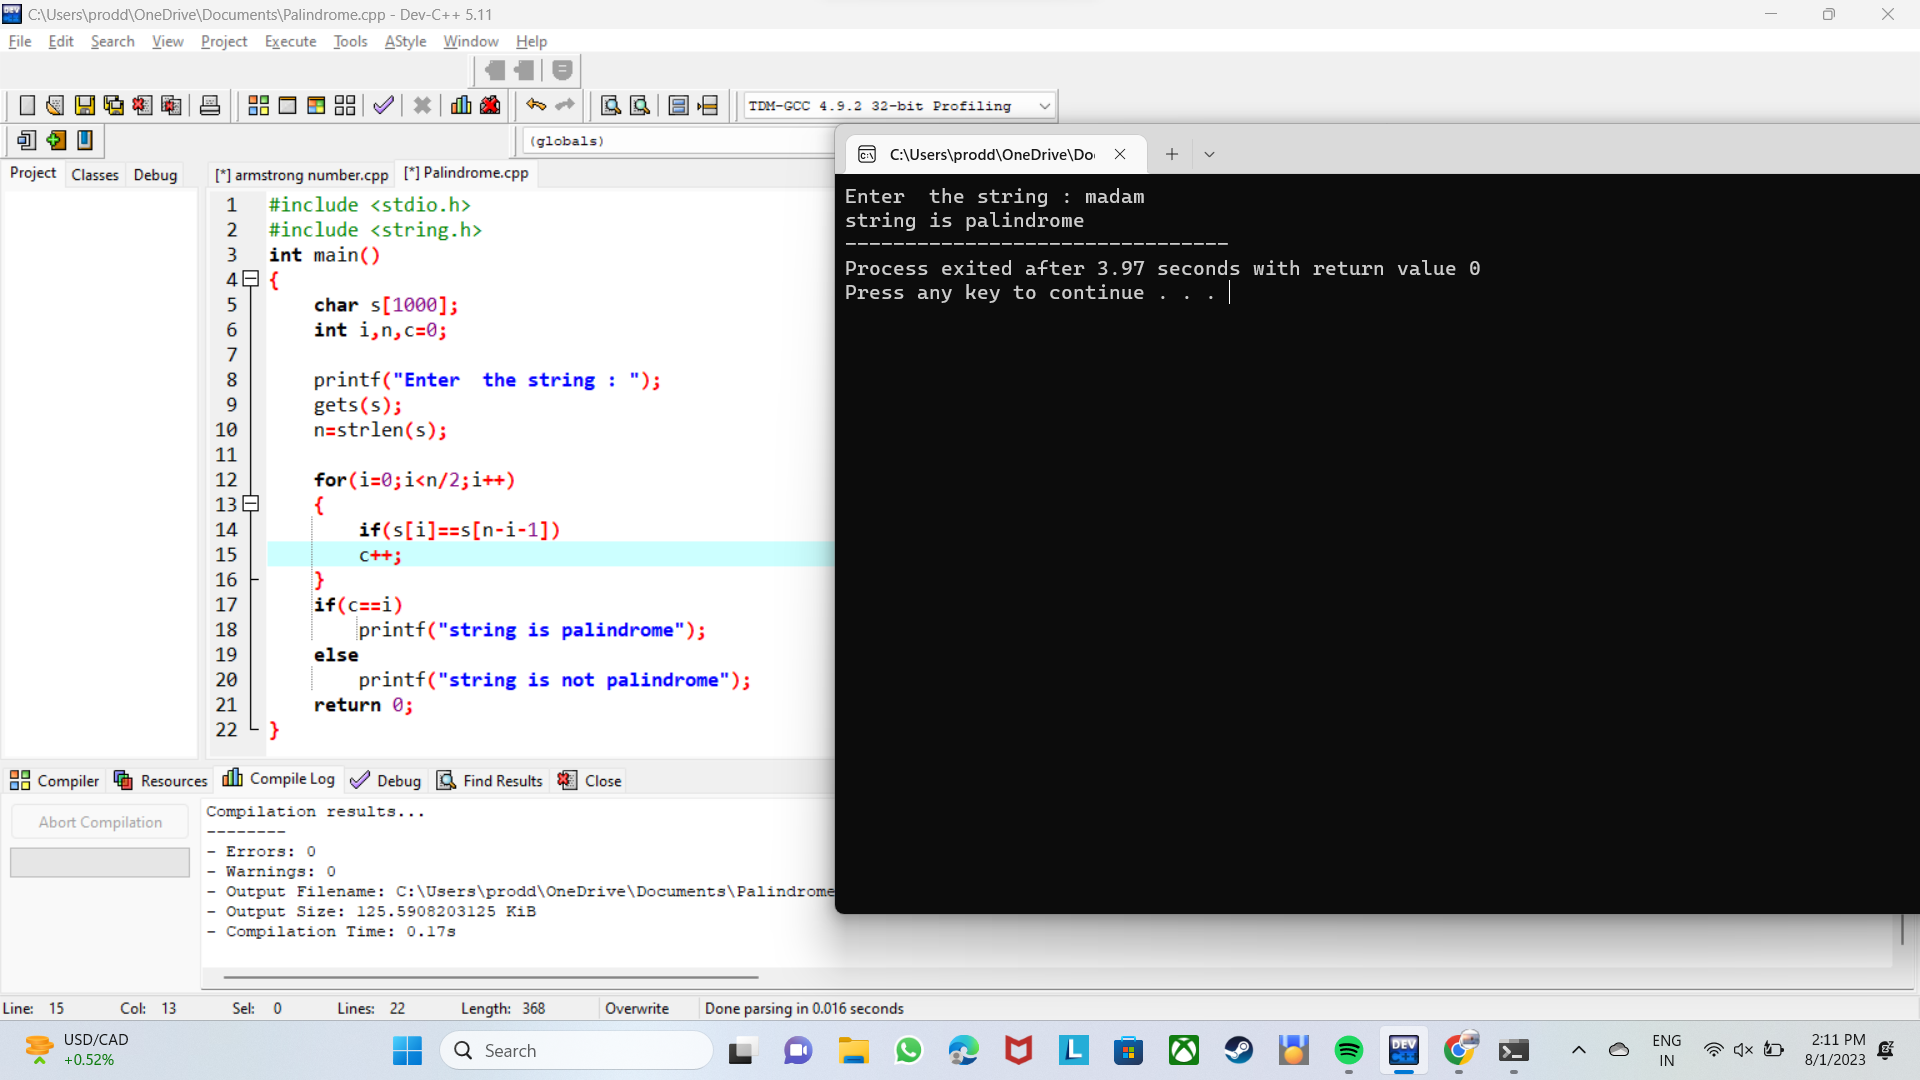 C:\Users\prodd\OneDrive\Documents\Palindrome.cpp - Dev-C++ 5.11
File Edit Search View Project Execute Tools AStyle Window Help
TDM-GCC 4.9.2 32-bit Profiling
(globals)
Project Classes Debug
[*] armstrong number.cpp [*] Palindrome.cpp
1 #include <stdio.h>
2 #include <string.h>
3 int main()
4 {
5 char s[1000];
6 int i,n,c=0;
7
8 printf("Enter  the string : ");
9 gets(s);
10 n=strlen(s);
11
12 for(i=0;i<n/2;i++)
13 {
14 if(s[i]==s[n-i-1])
15 c++;
16 }
17 if(c==i)
18 printf("string is palindrome");
19 else
20 printf("string is not palindrome");
21 return 0;
22 }
C:\Users\prodd\OneDrive\Do
Enter  the string : madam
string is palindrome
--------------------------------
Process exited after 3.97 seconds with return value 0
Press any key to continue . . .
Compiler Resources Compile Log Debug Find Results Close
Abort Compilation
Compilation results...
--------
- Errors: 0
- Warnings: 0
- Output Filename: C:\Users\prodd\OneDrive\Documents\Palindrome
- Output Size: 125.5908203125 KiB
- Compilation Time: 0.17s
Line: 15 Col: 13 Sel: 0 Lines: 22 Length: 368 Overwrite Done parsing in 0.016 seconds
USD/CAD
+0.52%
Search
DEV C++
ENG
IN
2:11 PM
8/1/2023